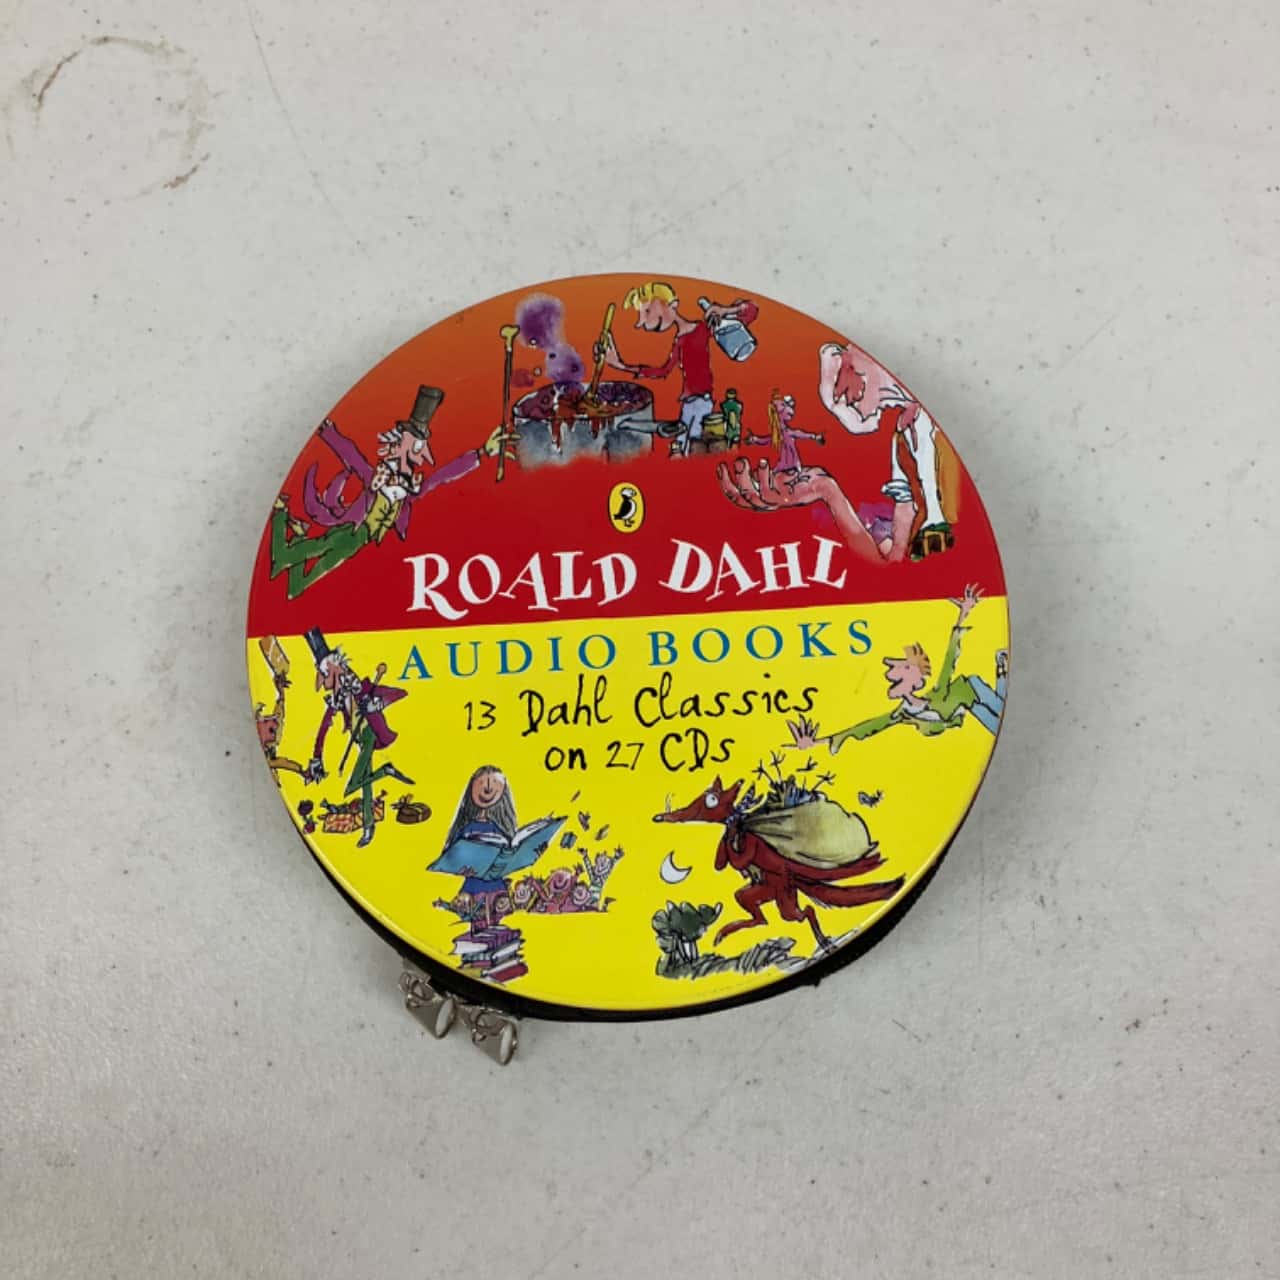 ROALD DAHL
AUDIO BOOKS
13 Dahl Classics
on 27 CDs